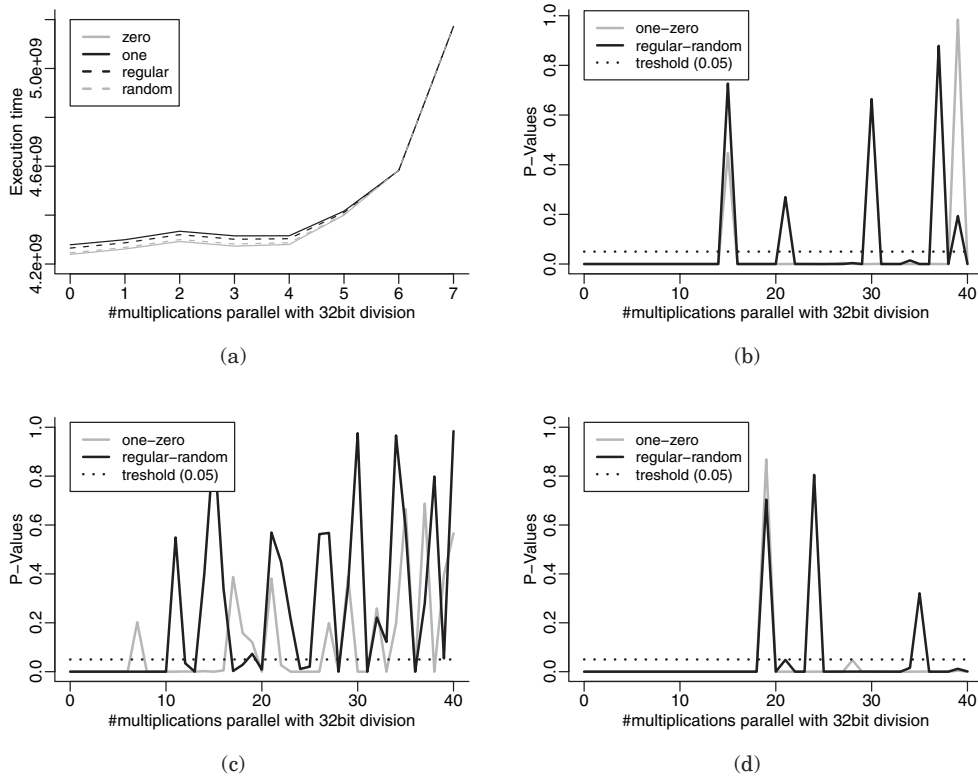 zero
one
regular
random
Execution time
4.2e+09
4.6e+09
5.0e+09
0 1 2 3 4 5 6 7
#multiplications parallel with 32bit division
(a)
one−zero
regular−random
treshold (0.05)
P−Values
0.0 0.2 0.4 0.6 0.8 1.0
0 10 20 30 40
#multiplications parallel with 32bit division
(b)
one−zero
regular−random
treshold (0.05)
P−Values
0.0 0.2 0.4 0.6 0.8 1.0
0 10 20 30 40
#multiplications parallel with 32bit division
(c)
one−zero
regular−random
treshold (0.05)
P−Values
0.0 0.2 0.4 0.6 0.8 1.0
0 10 20 30 40
#multiplications parallel with 32bit division
(d)